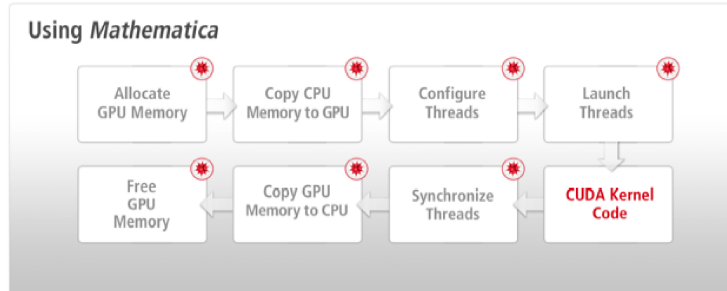 Using Mathematica
Allocate
GPU Memory
Copy CPU
Memory to GPU
Configure
Threads
Launch
Threads
CUDA Kernel
Code
Synchronize
Threads
Copy GPU
Memory to CPU
Free
GPU
Memory